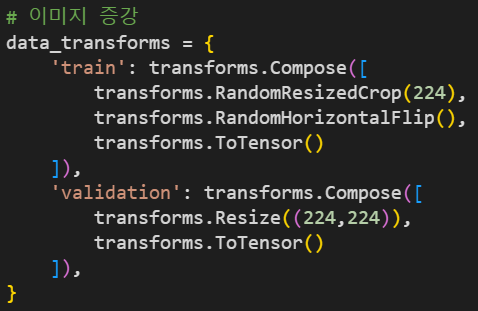 # 이미지 증강
data_transforms = {
    'train': transforms.Compose([
        transforms.RandomResizedCrop(224),
        transforms.RandomHorizontalFlip(),
        transforms.ToTensor()
    ]),
    'validation': transforms.Compose([
        transforms.Resize((224,224)),
        transforms.ToTensor()
    ]),
}